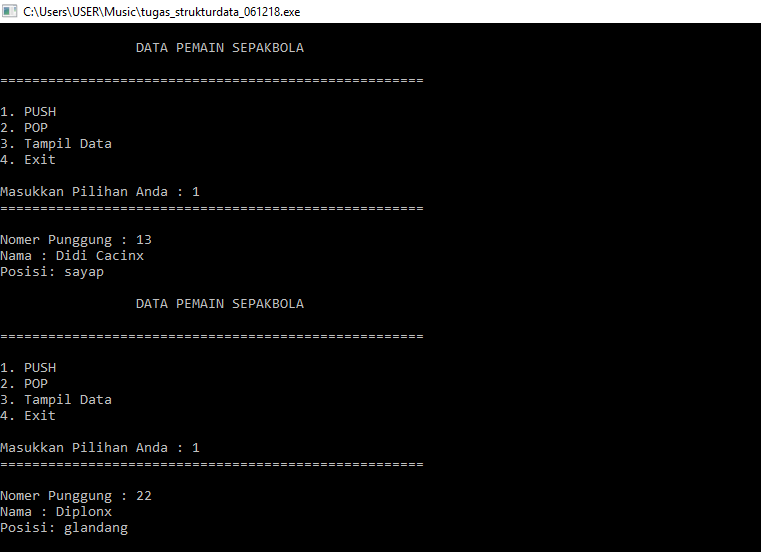 C:\Users\USER\Music\tugas_strukturdata_061218.exe
DATA PEMAIN SEPAKBOLA
=====================================================
1. PUSH
2. POP
3. Tampil Data
4. Exit
Masukkan Pilihan Anda : 1
=====================================================
Nomer Punggung : 13
Nama : Didi Cacinx
Posisi: sayap
DATA PEMAIN SEPAKBOLA
=====================================================
1. PUSH
2. POP
3. Tampil Data
4. Exit
Masukkan Pilihan Anda : 1
=====================================================
Nomer Punggung : 22
Nama : Diplonx
Posisi: glandang